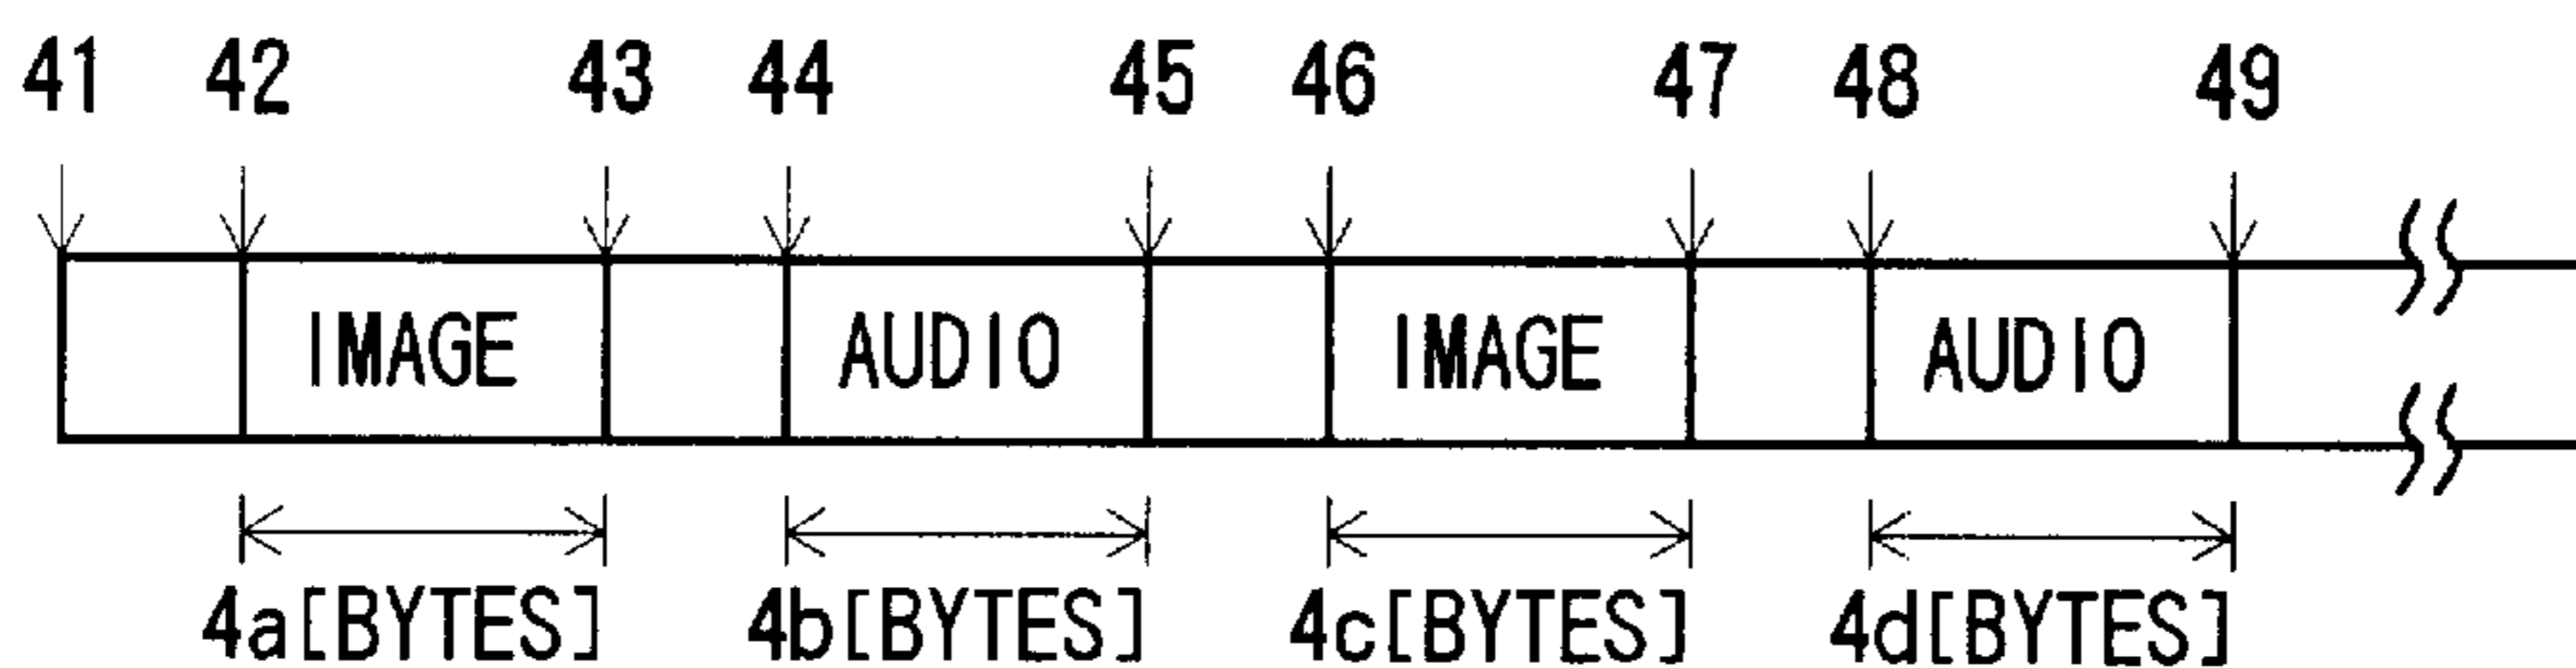 41 42 43 44 45 46 47 48 49
IMAGE AUDIO IMAGE AUDIO
4a[BYTES] 4b[BYTES] 4c[BYTES] 4d[BYTES]